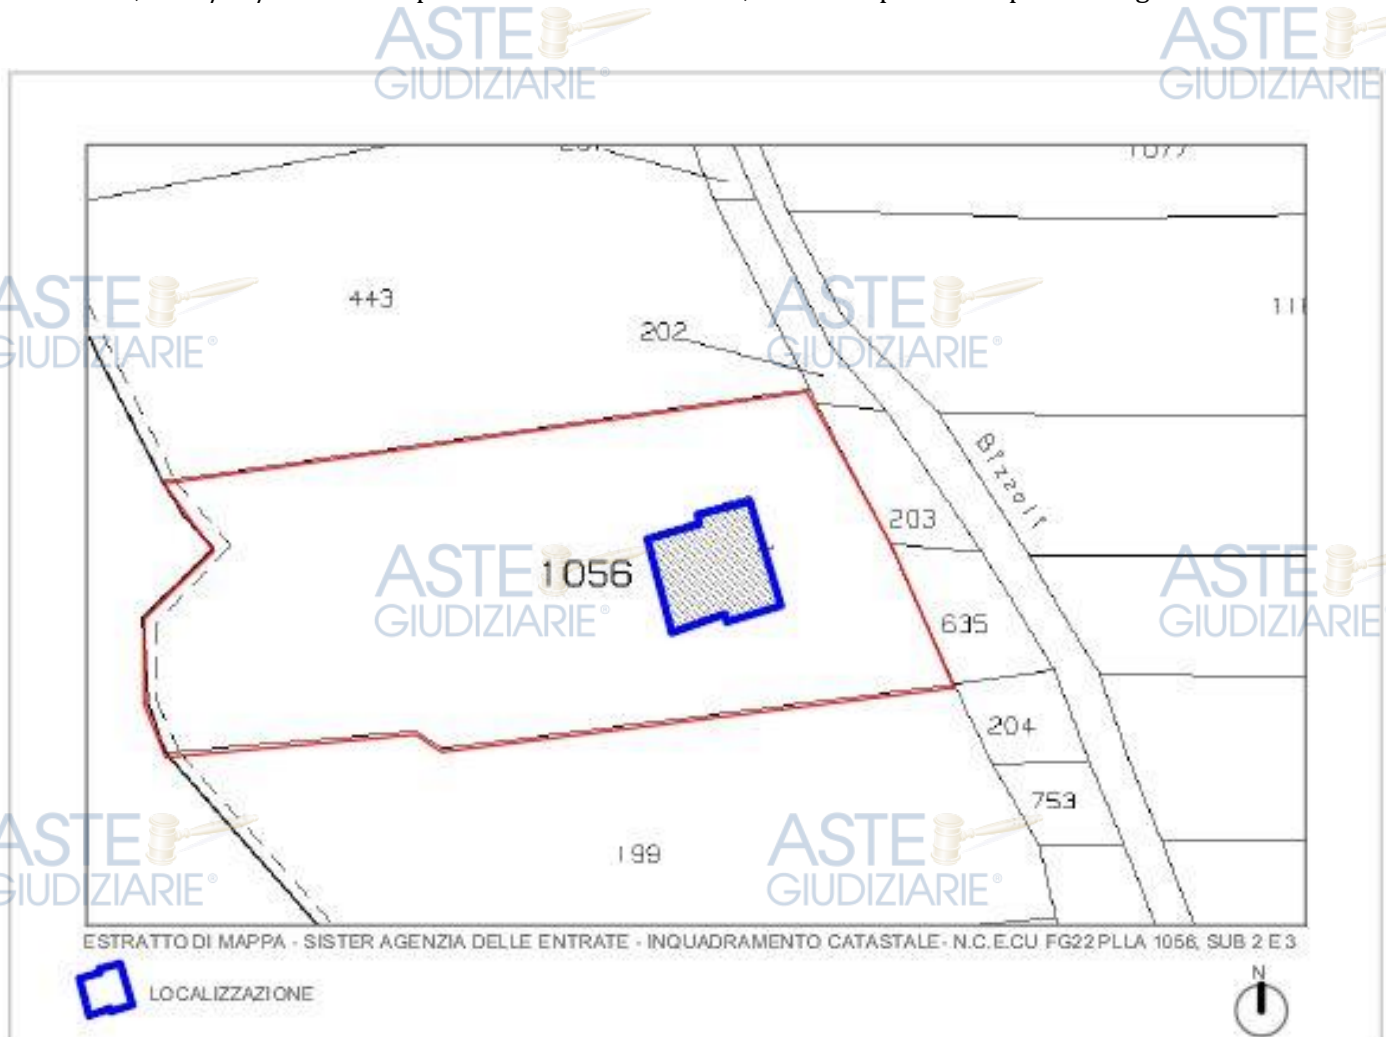 ASTE
GIUDIZIARIE®
ASTE
GIUDIZIARIE
1077
443
202
ASTE
GIUDIZIARIE®
ASTE
GIUDIZIARIE®
Bizzoli
203
1056
ASTE
GIUDIZIARIE®
ASTE
GIUDIZIARIE
635
204
753
199
ASTE
GIUDIZIARIE®
ASTE
GIUDIZIARIE®
ESTRATTO DI MAPPA - SISTER AGENZIA DELLE ENTRATE - INQUADRAMENTO CATASTALE- N.C.E.CU FG22 PLLA 1056, SUB 2 E 3
LOCALIZZAZIONE
N